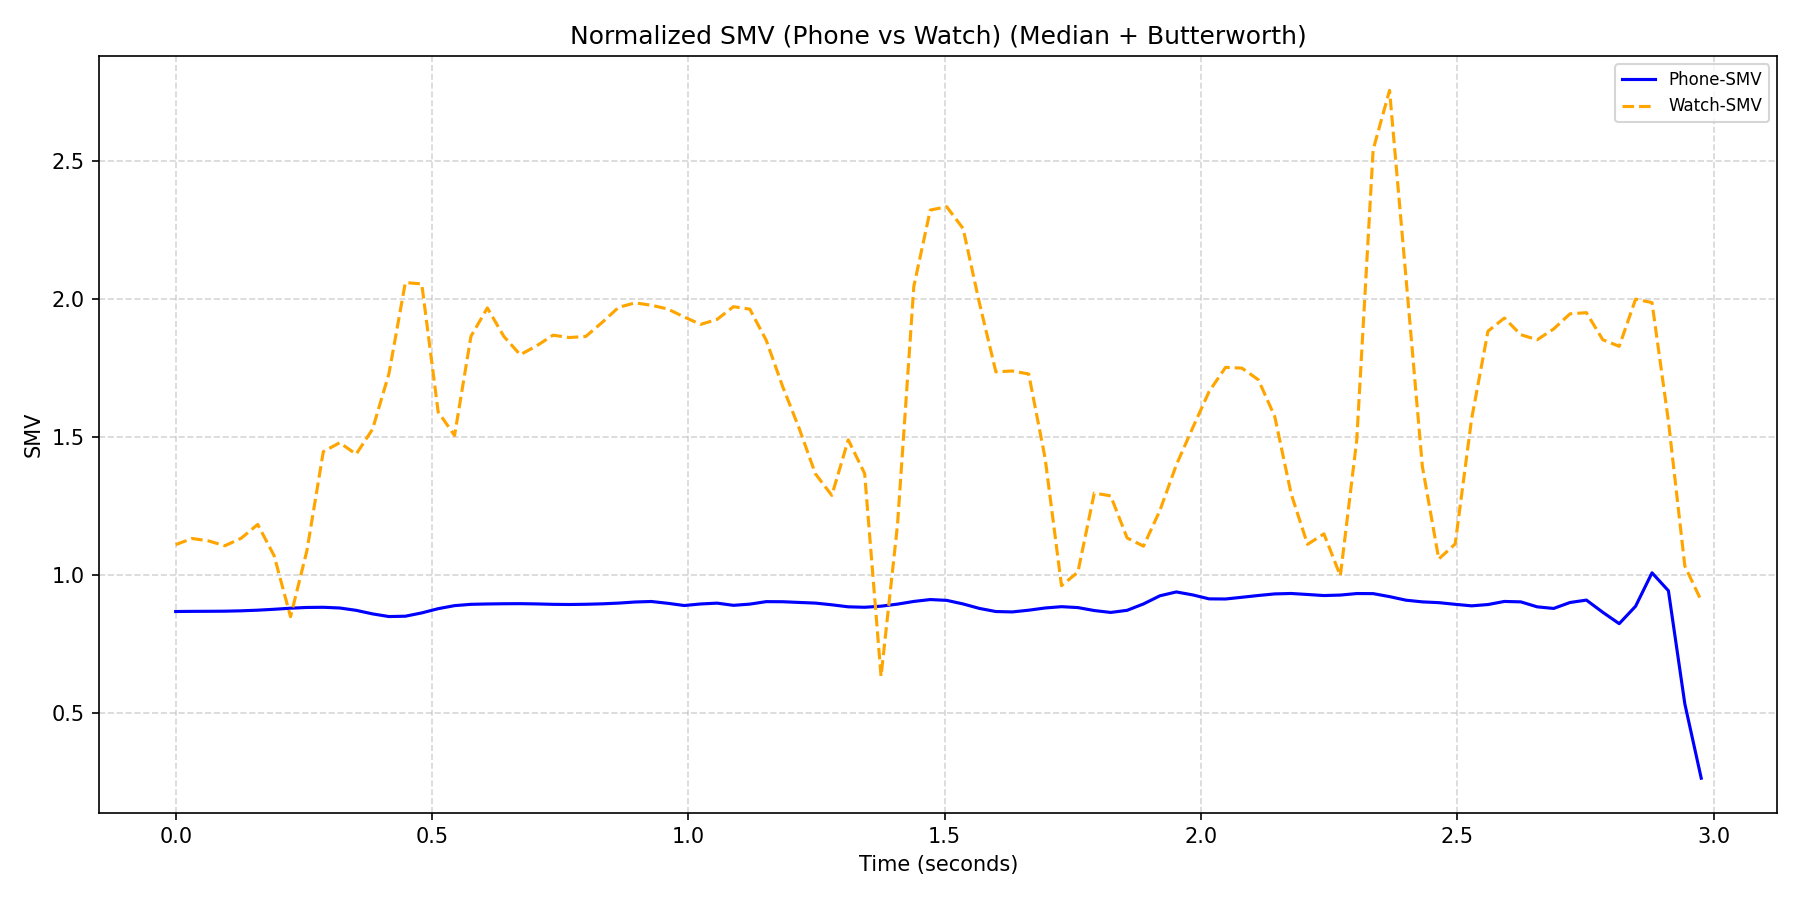 Normalized SMV (Phone vs Watch) (Median + Butterworth)
Phone-SMV
Watch-SMV
2.5
2.0
1.5
1.0
0.5
SMV
0.0 0.5 1.0 1.5 2.0 2.5 3.0
Time (seconds)